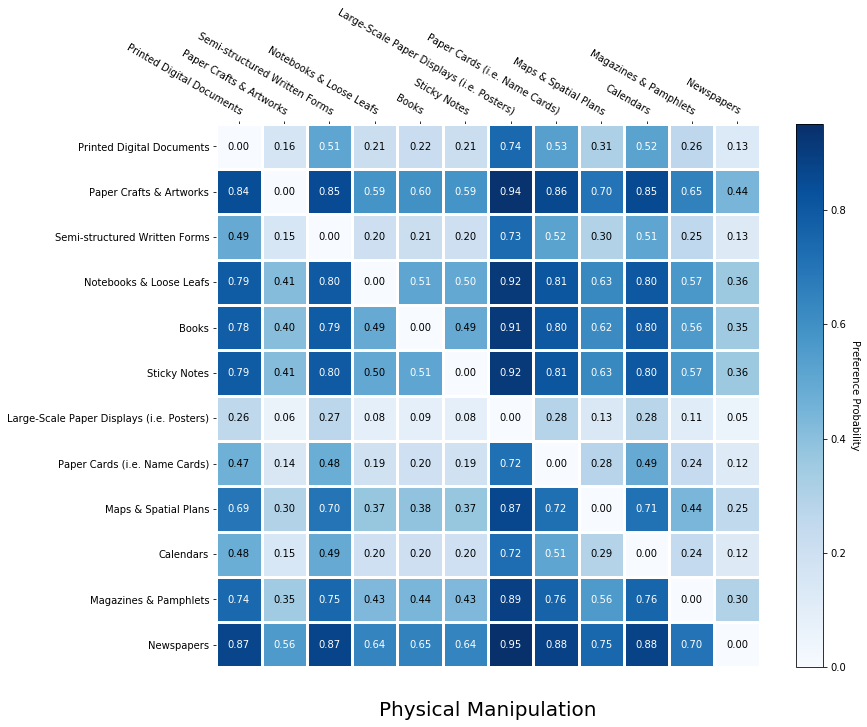 Printed Digital Documents
Paper Crafts & Artworks
Semi-structured Written Forms
Notebooks & Loose Leafs
Books
Sticky Notes
Large-Scale Paper Displays (i.e. Posters)
Paper Cards (i.e. Name Cards)
Maps & Spatial Plans
Calendars
Magazines & Pamphlets
Newspapers
Printed Digital Documents 0.00 0.16 0.51 0.21 0.22 0.21 0.74 0.53 0.31 0.52 0.26 0.13
Paper Crafts & Artworks 0.84 0.00 0.85 0.59 0.60 0.59 0.94 0.86 0.70 0.85 0.65 0.44
Semi-structured Written Forms 0.49 0.15 0.00 0.20 0.21 0.20 0.73 0.52 0.30 0.51 0.25 0.13
Notebooks & Loose Leafs 0.79 0.41 0.80 0.00 0.51 0.50 0.92 0.81 0.63 0.80 0.57 0.36
Books 0.78 0.40 0.79 0.49 0.00 0.49 0.91 0.80 0.62 0.80 0.56 0.35
Sticky Notes 0.79 0.41 0.80 0.50 0.51 0.00 0.92 0.81 0.63 0.80 0.57 0.36
Large-Scale Paper Displays (i.e. Posters) 0.26 0.06 0.27 0.08 0.09 0.08 0.00 0.28 0.13 0.28 0.11 0.05
Paper Cards (i.e. Name Cards) 0.47 0.14 0.48 0.19 0.20 0.19 0.72 0.00 0.28 0.49 0.24 0.12
Maps & Spatial Plans 0.69 0.30 0.70 0.37 0.38 0.37 0.87 0.72 0.00 0.71 0.44 0.25
Calendars 0.48 0.15 0.49 0.20 0.20 0.20 0.72 0.51 0.29 0.00 0.24 0.12
Magazines & Pamphlets 0.74 0.35 0.75 0.43 0.44 0.43 0.89 0.76 0.56 0.76 0.00 0.30
Newspapers 0.87 0.56 0.87 0.64 0.65 0.64 0.95 0.88 0.75 0.88 0.70 0.00
0.8
0.6
0.4
0.2
0.0
Preference Probability
Physical Manipulation